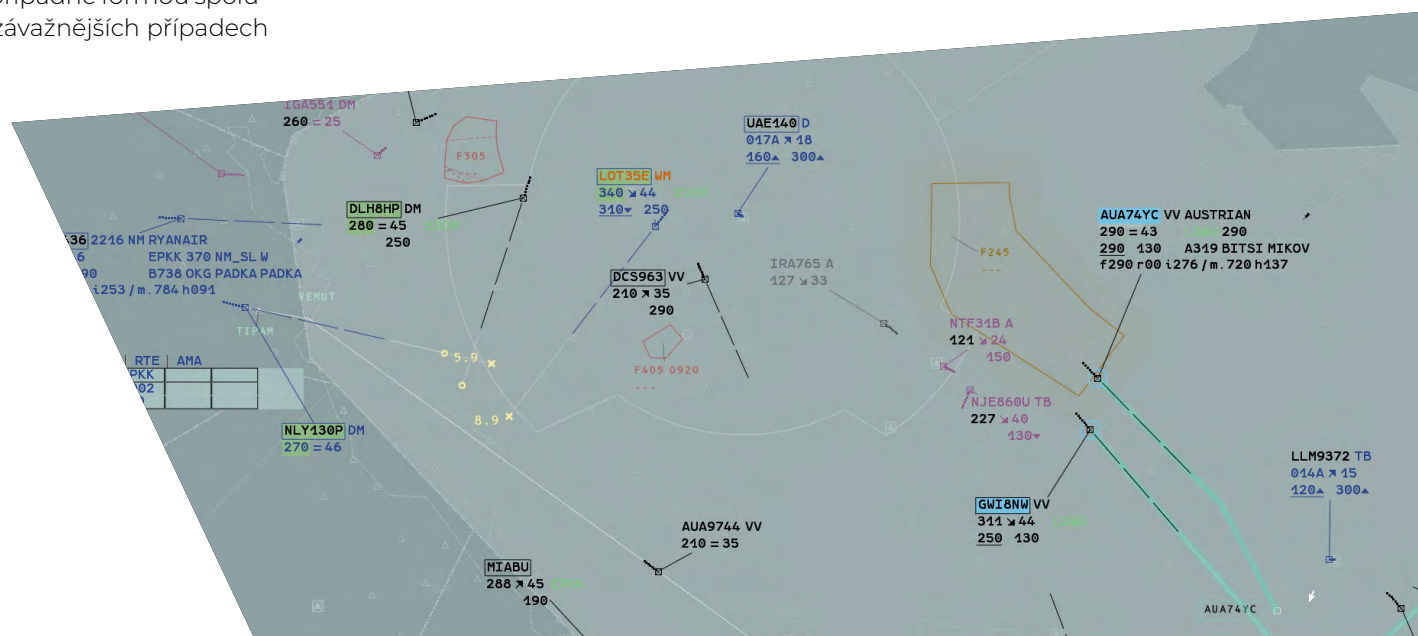 závažnějších případech
IGA551 DM
260 = 25
F305
---
UAE140 D
017A ↗ 18
160▴ 300▴
LOT35E WM
340 ↘ 44
310▾ 250
DLH8HP DM
280 = 45
250
36 2216 NM RYANAIR
6 EPKK 370 NM_SL W
90 B738 OKG PADKA PADKA
i253 / m.784 h091
VEMUT
TIPAM
RTE | AMA
PKK
02
NLY130P DM
270 = 46
5.9
8.9
DCS963 VV
210 ↗ 35
290
F405 0920
---
IRA765 A
127 ↘ 33
F245
---
NTF31B A
121 ↘ 24
150
NJE860U TB
227 ↘ 40
130▾
AUA74YC VV AUSTRIAN
290 = 43 290
290 130 A319 BITSI MIKOV
f290 r00 i276 / m.720 h137
GWI8NW VV
311 ↘ 44
250 130
LLM9372 TB
014A ↗ 15
120▴ 300▴
AUA9744 VV
210 = 35
MIABU
288 ↗ 45
190
AUA74YC